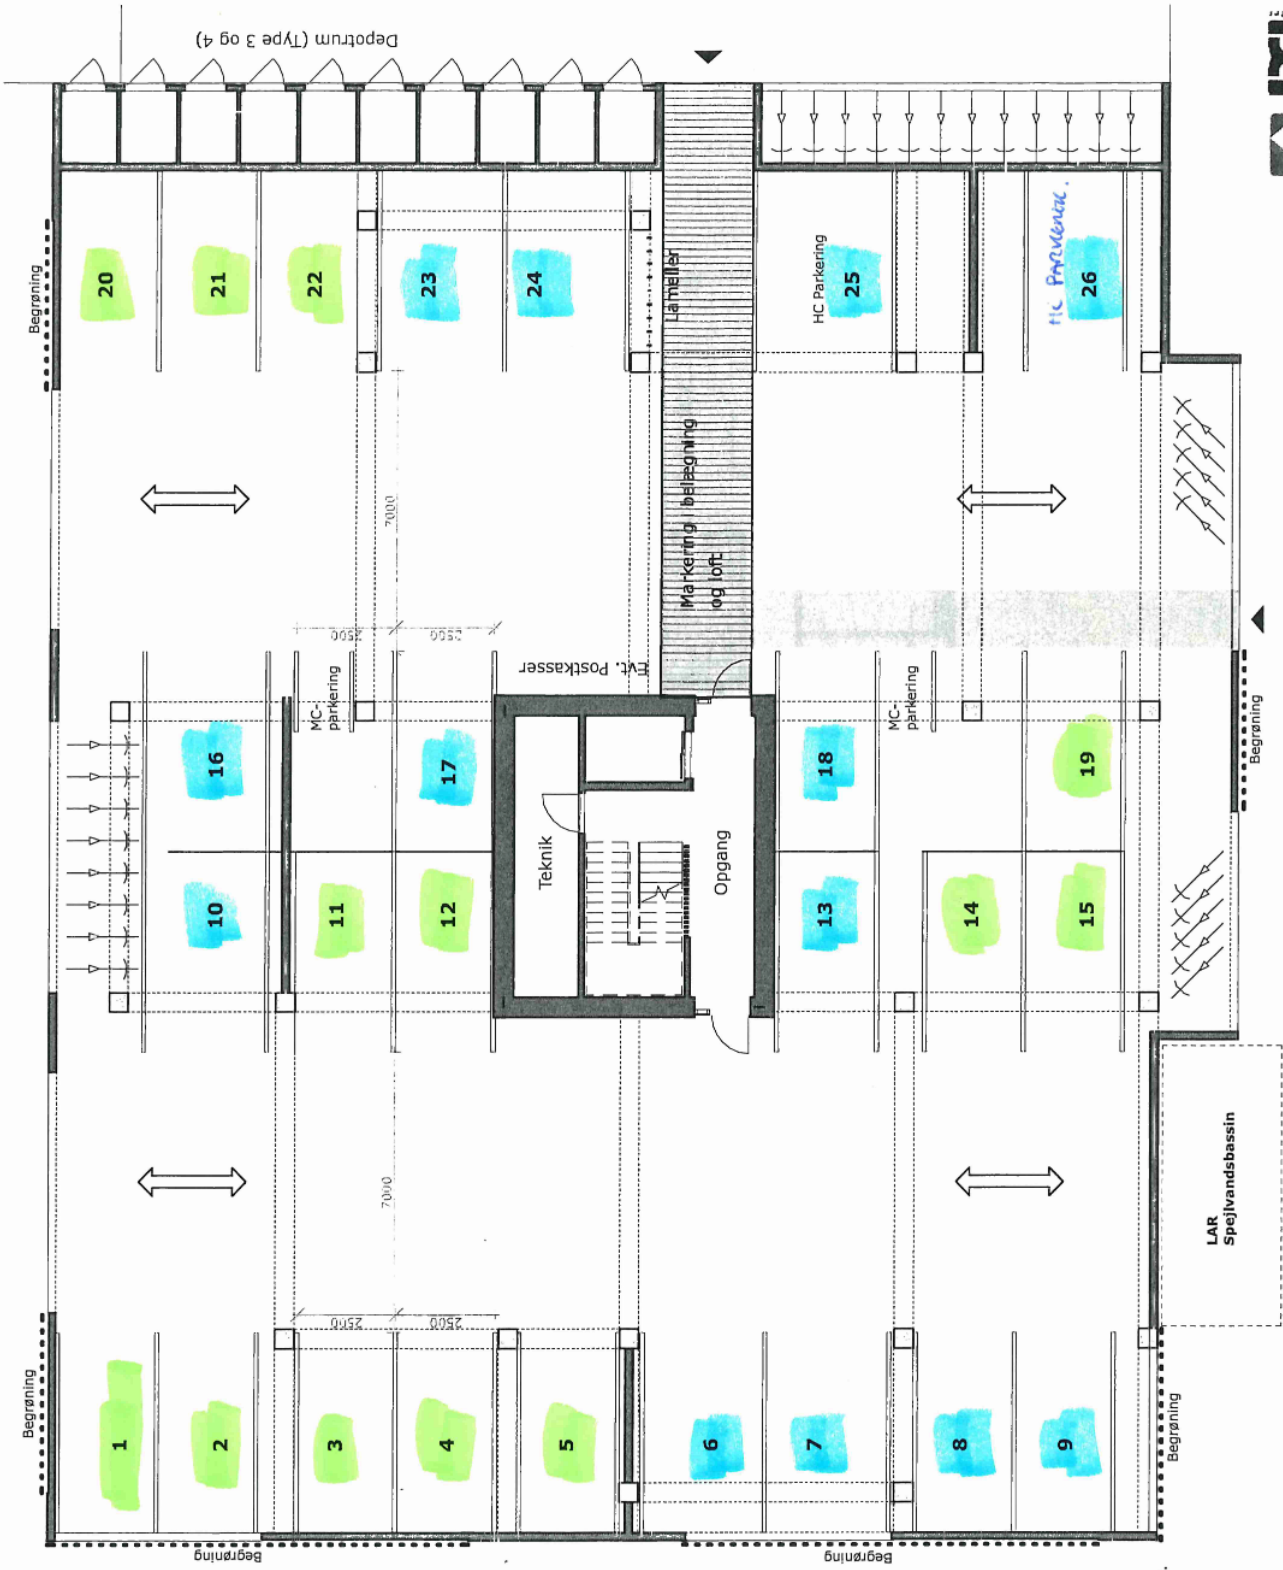 Depotrum (Type 3 og 4)
Begrøning
20
21
22
23
24
Lameller
HC Parkering
25
HC PARKERING.
26
7000
Markering i belægning
og loft
2500
2500
Evt. Postkasser
MC-
parkering
MC-
parkering
16
17
18
19
Begrøning
Teknik
Opgang
10
11
12
13
14
15
7000
LAR
Spejlvandsbassin
2500
2500
Begrøning
1
2
3
4
5
6
7
8
9
Begrøning
Begrøning
Begrøning